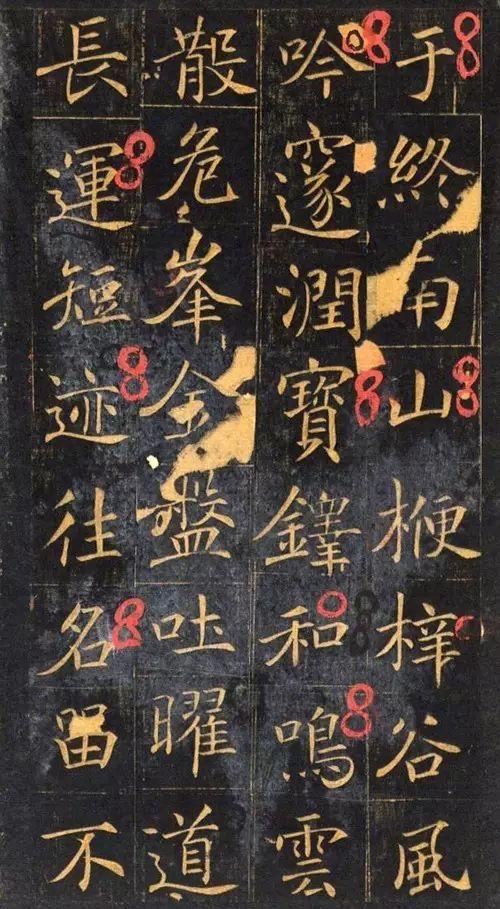 于終南山楩梓谷風
吟邃潤寶鐸和鳴雲
散危峯金盤吐曜道
長運短迹往名留不